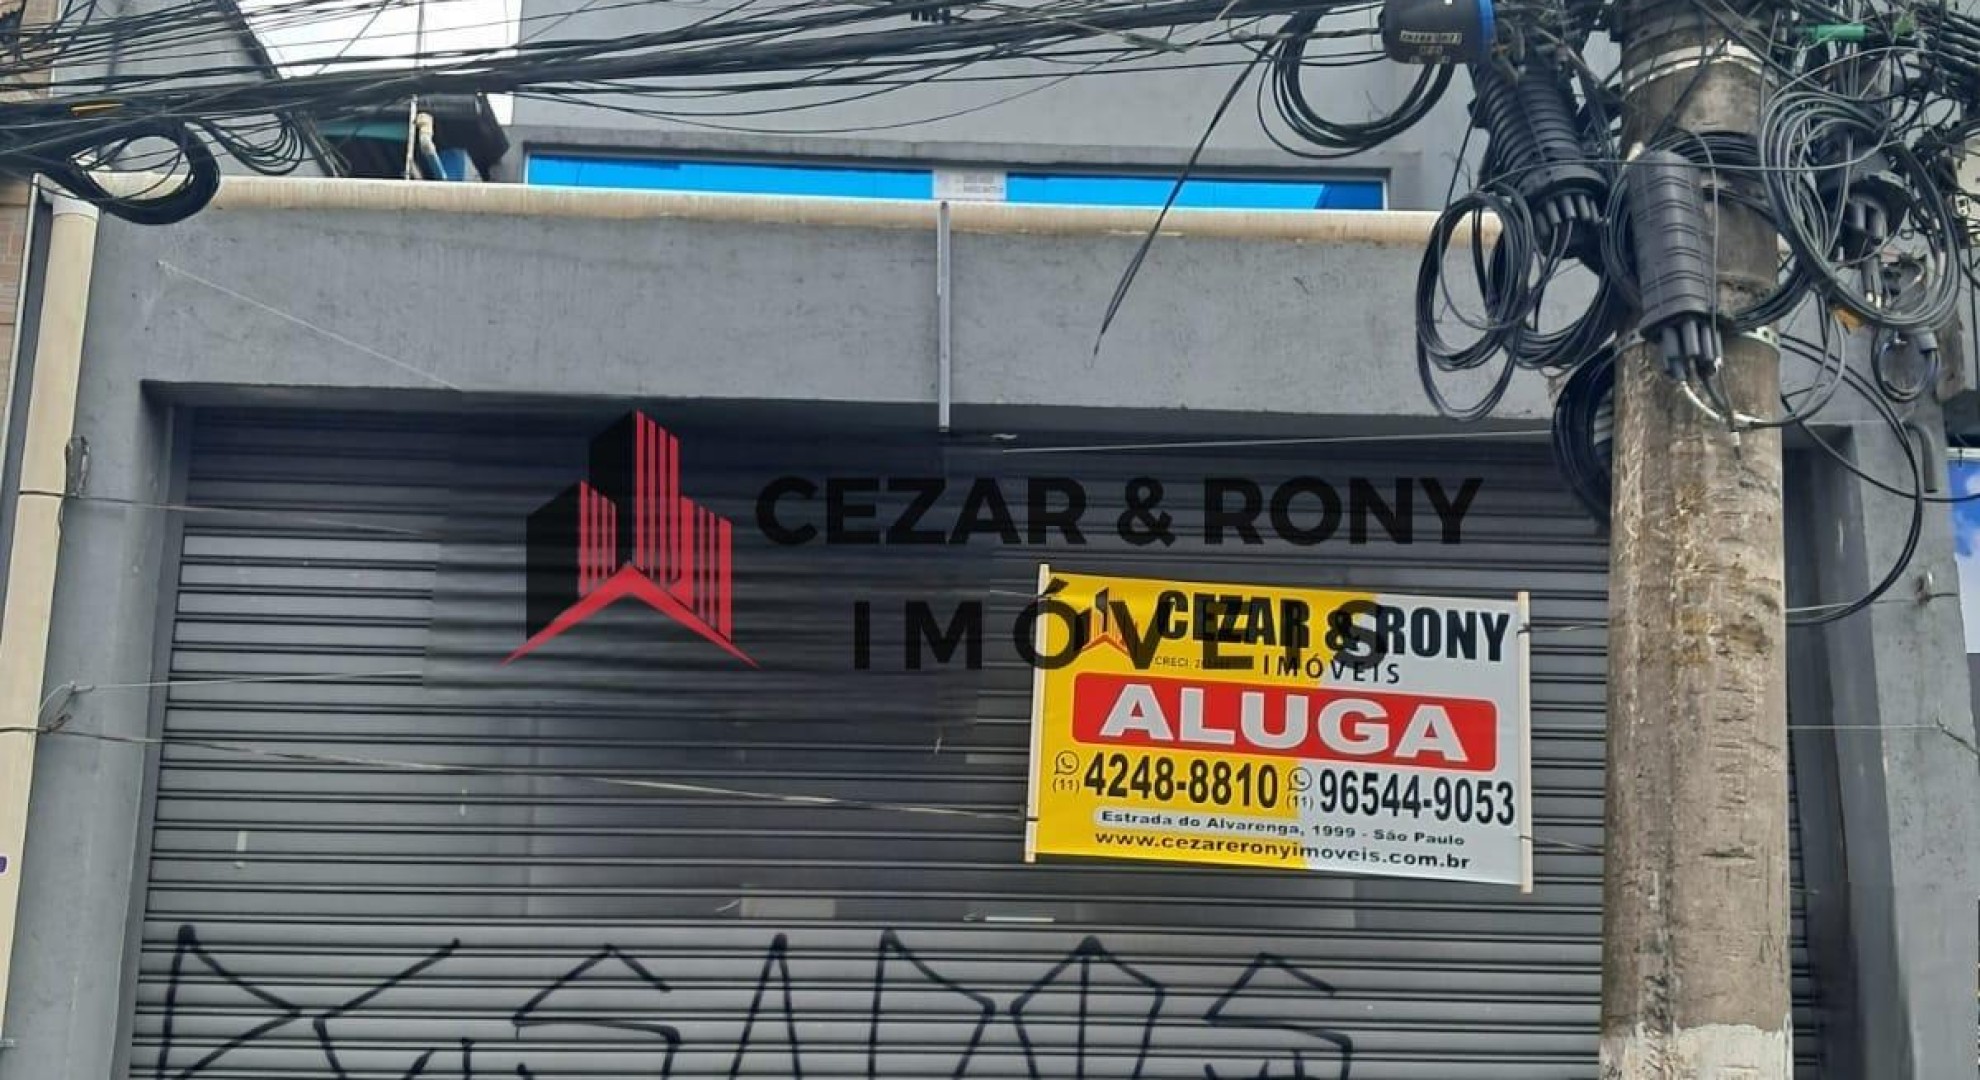 CEZAR & RONY
IMÓVEIS
CEZAR & RONY
IMÓVEIS
ALUGA
(11) 4248-8810 (11) 96544-9053
Estrada do Alvarenga, 1999 - São Paulo
www.cezareronyimoveis.com.br